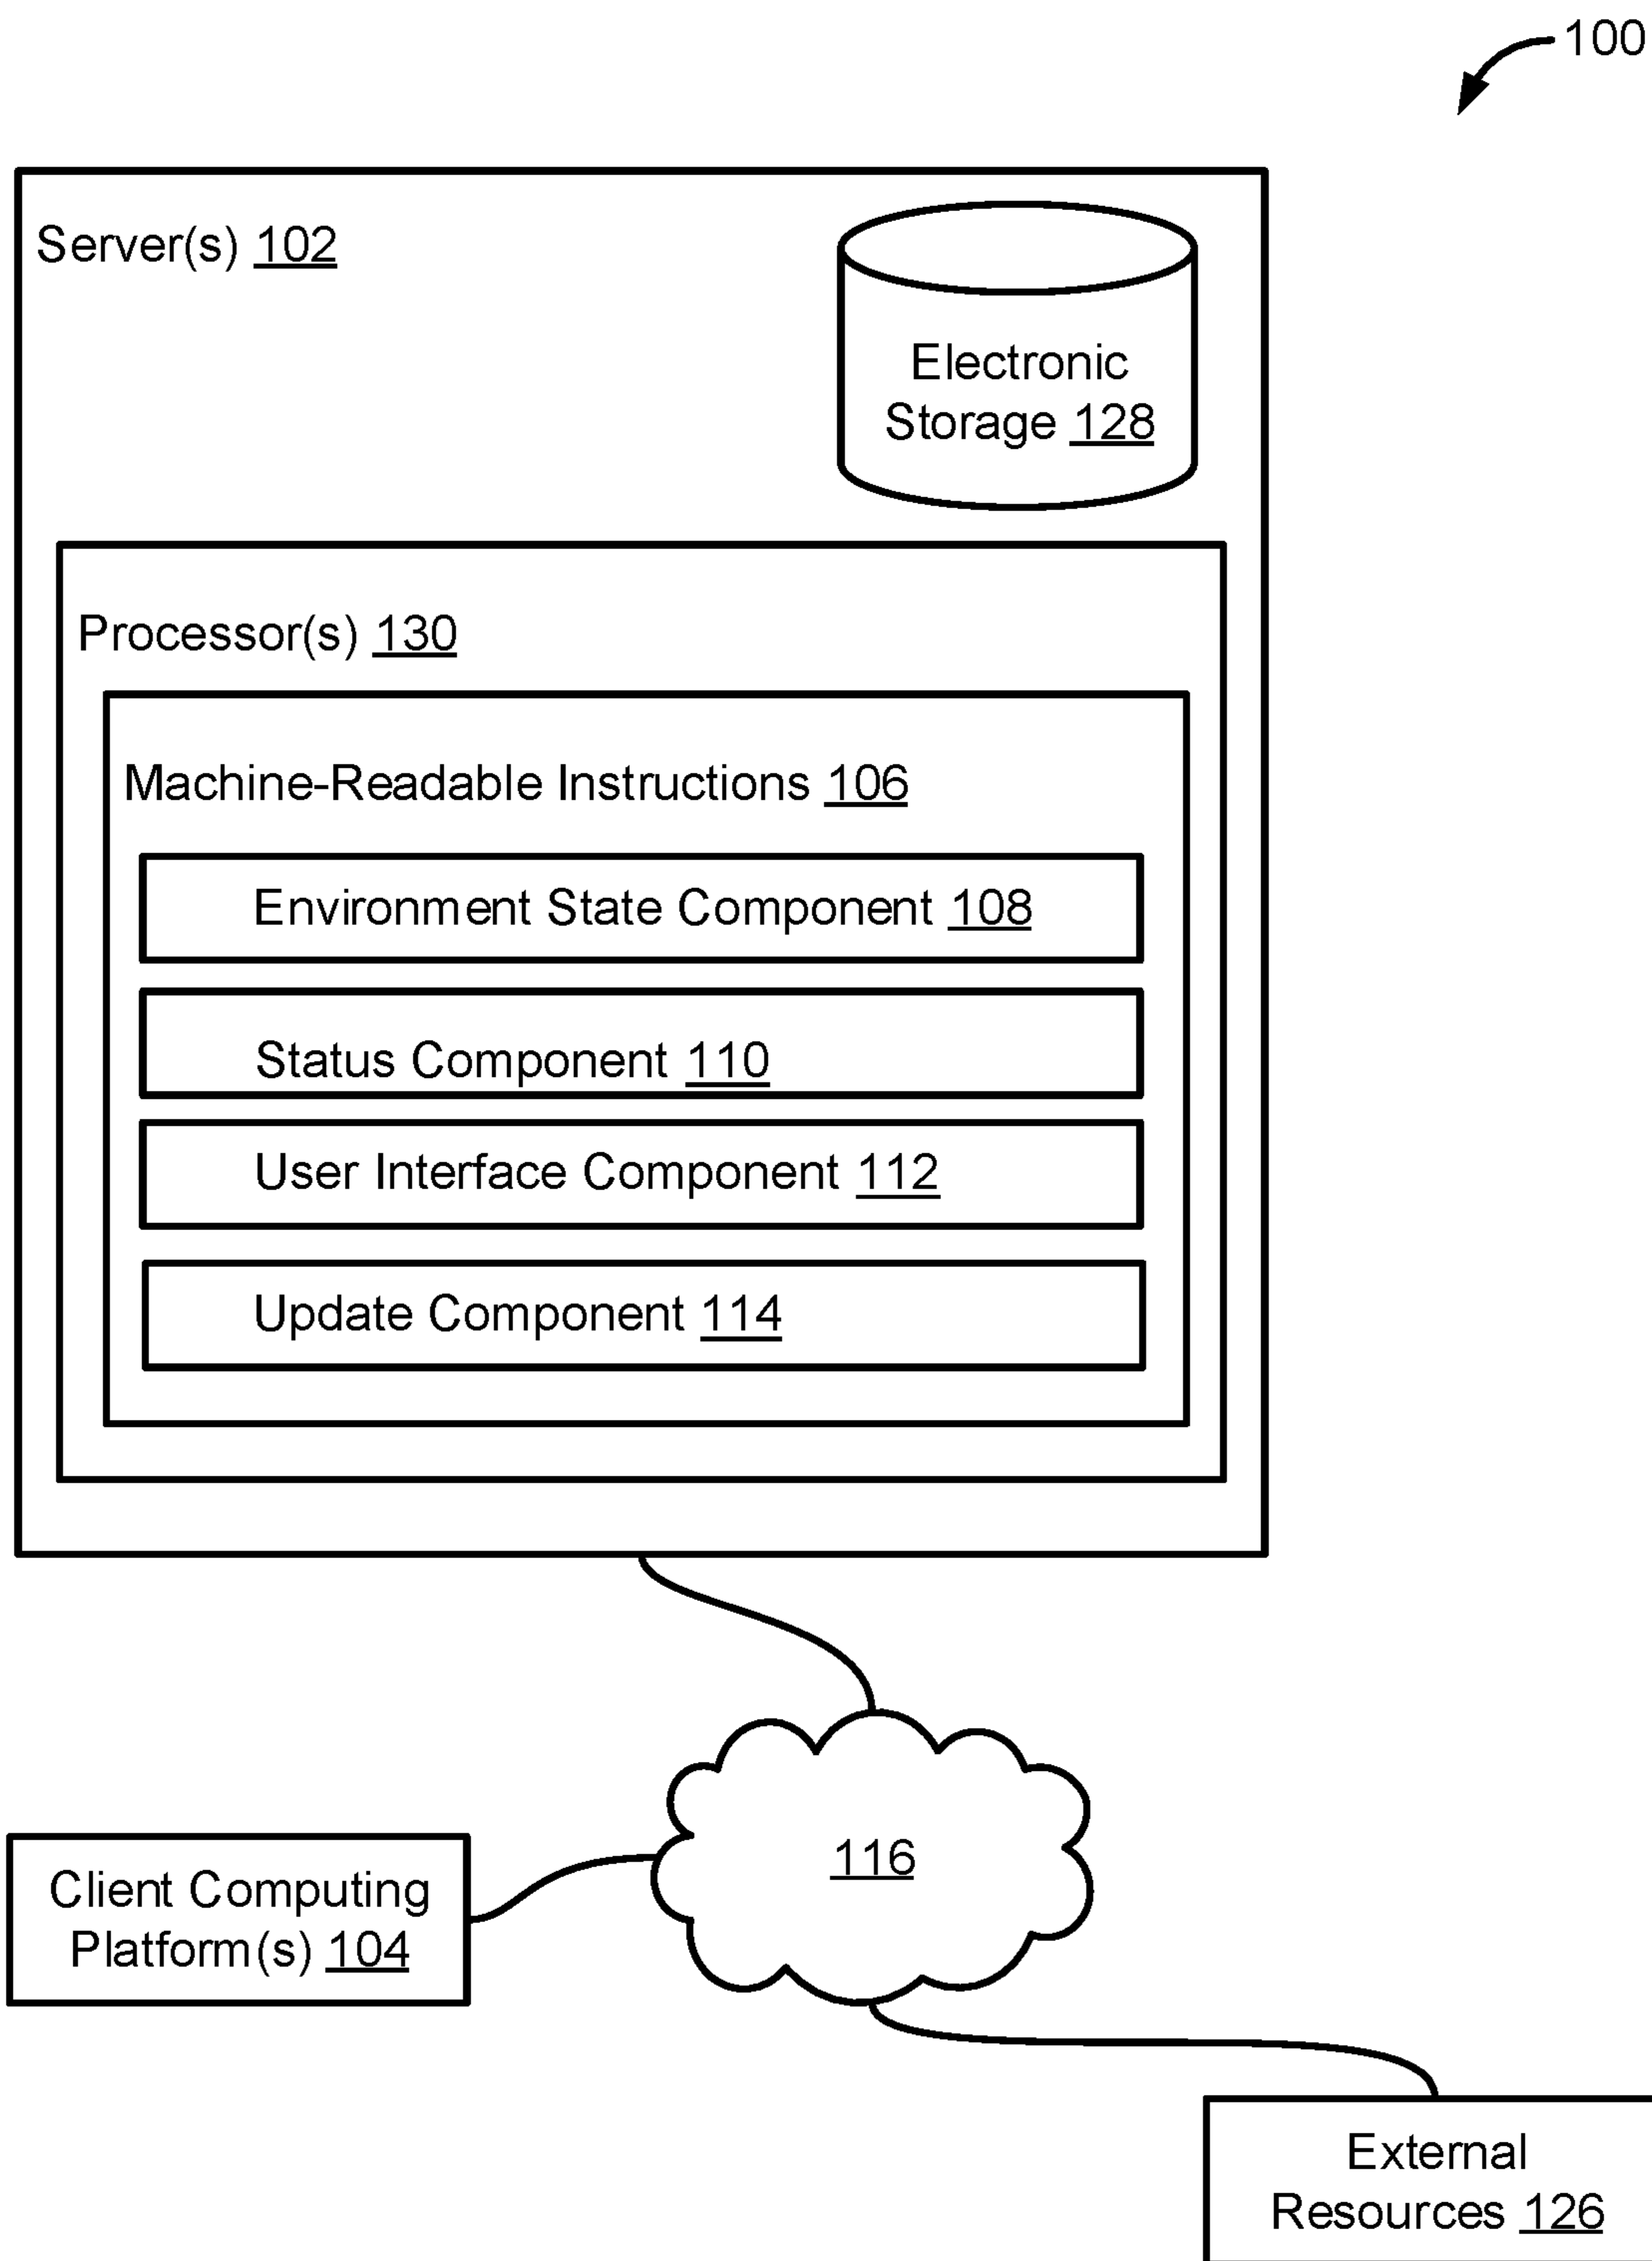 100
Server(s) 102
Electronic
Storage 128
Processor(s) 130
Machine-Readable Instructions 106
Environment State Component 108
Status Component 110
User Interface Component 112
Update Component 114
116
Client Computing
Platform(s) 104
External
Resources 126